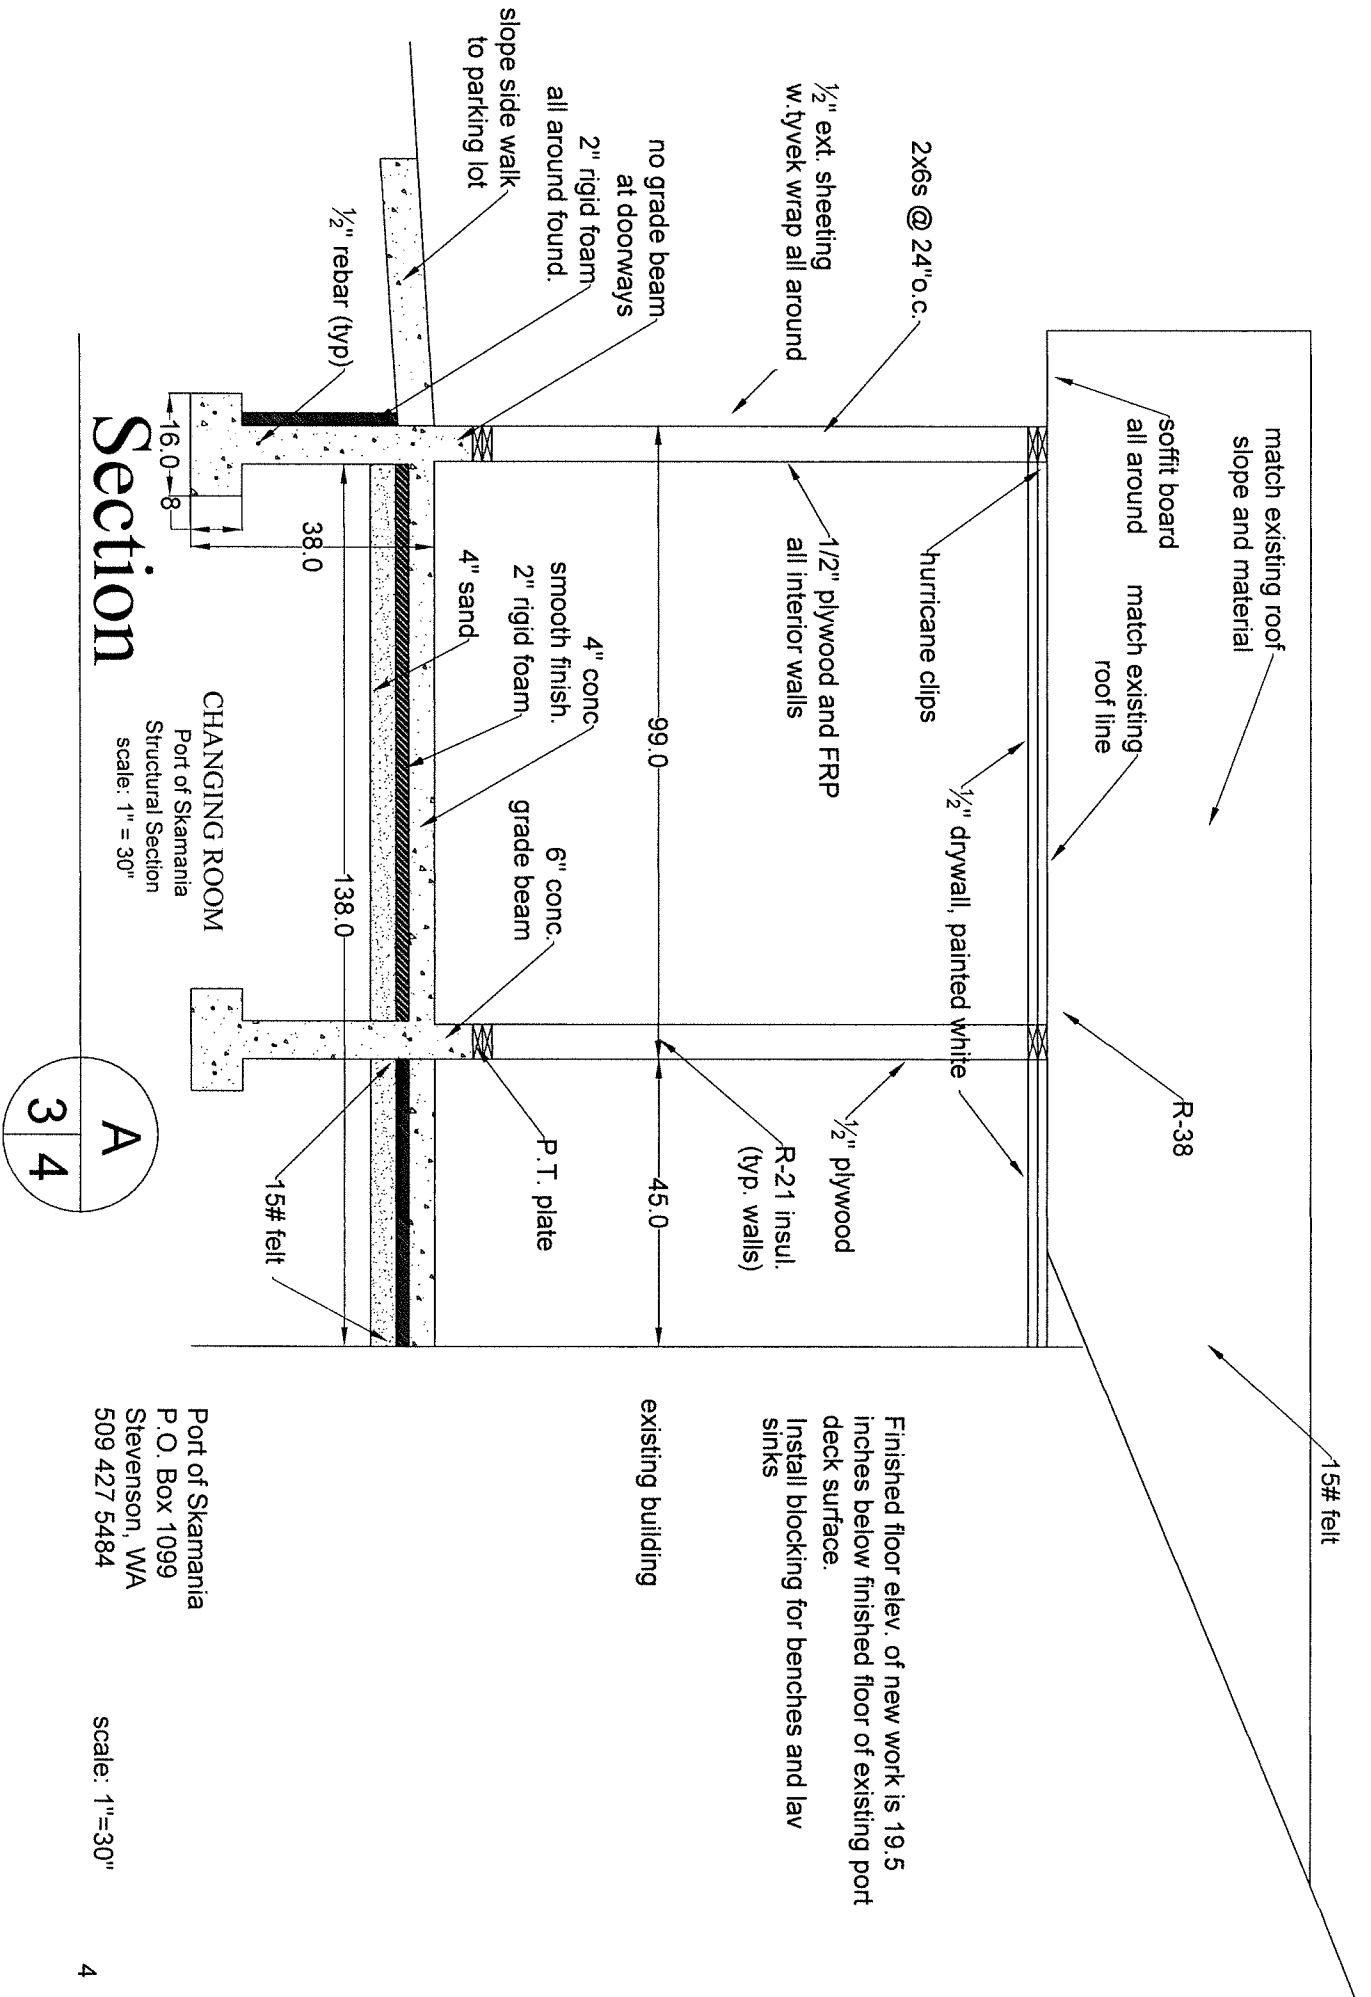 15# felt
match existing roof
slope and material
R-38
soffit board
all around
match existing
roof line
hurricane clips
½" drywall, painted white
2x6s @ 24"o.c.
½" ext. sheeting
w.tyvek wrap all around
1/2" plywood and FRP
all interior walls
½" plywood
R-21 insul.
(typ. walls)
Finished floor elev. of new work is 19.5
inches below finished floor of existing port
deck surface.
Install blocking for benches and lav
sinks
no grade beam
at doorways
2" rigid foam
all around found.
99.0
45.0
existing building
slope side walk
to parking lot
4" conc.
smooth finish.
2" rigid foam
4" sand
6" conc.
grade beam
P.T. plate
½" rebar (typ)
38.0
138.0
15# felt
16.0
8
Section
CHANGING ROOM
Port of Skamania
Structural Section
scale: 1" = 30"
A
3 4
Port of Skamania
P.O. Box 1099
Stevenson, WA
509 427 5484
scale: 1"=30"
4